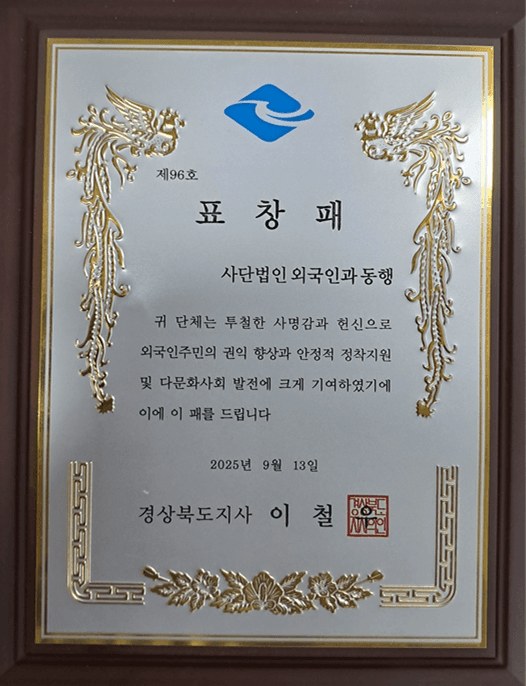 제96호
표창패
사단법인 외국인과 동행
귀 단체는 투철한 사명감과 헌신으로
외국인주민의 권익 향상과 안정적 정착지원
및 다문화사회 발전에 크게 기여하였기에
이에 이 패를 드립니다
2025년 9월 13일
경상북도지사 이 철 우